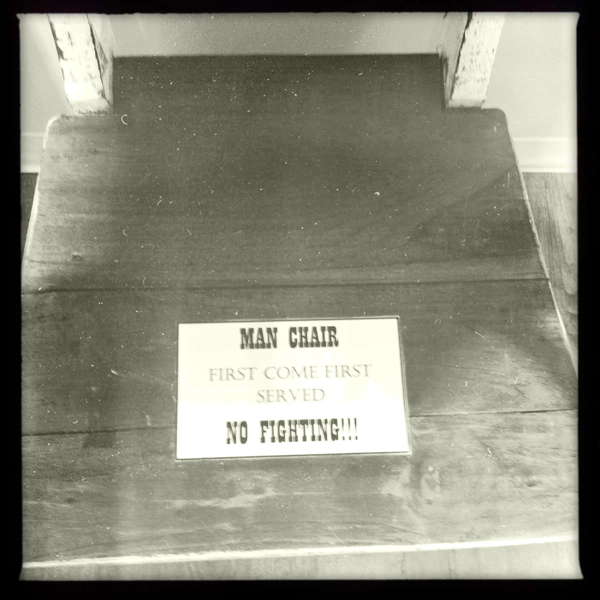 MAN CHAIR
FIRST COME FIRST
SERVED
NO FIGHTING!!!